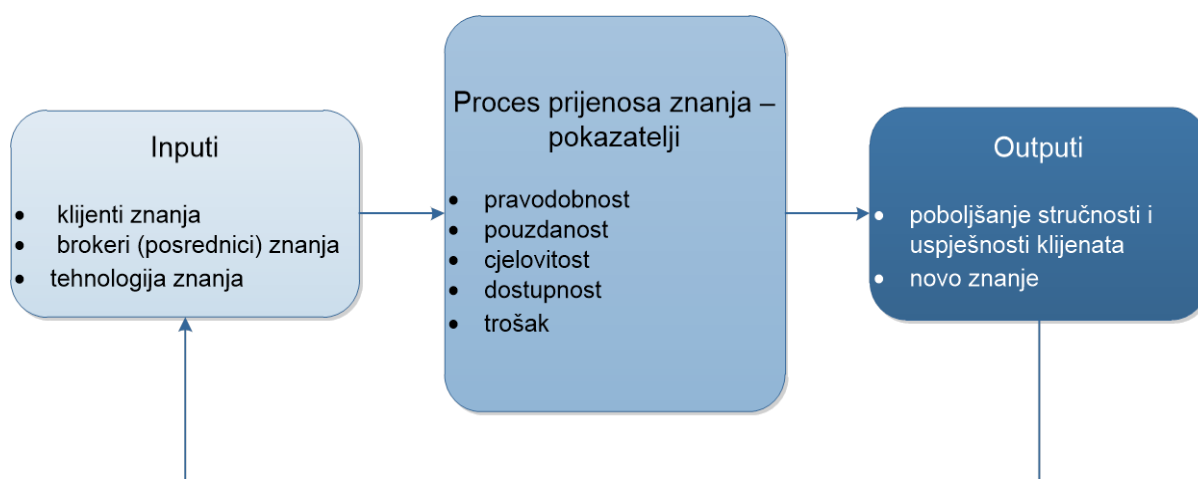 Inputi
• klijenti znanja
• brokeri (posrednici) znanja
• tehnologija znanja
Proces prijenosa znanja –
pokazatelji
• pravodobnost
• pouzdanost
• cjelovitost
• dostupnost
• trošak
Outputi
• poboljšanje stručnosti i
uspješnosti klijenata
• novo znanje